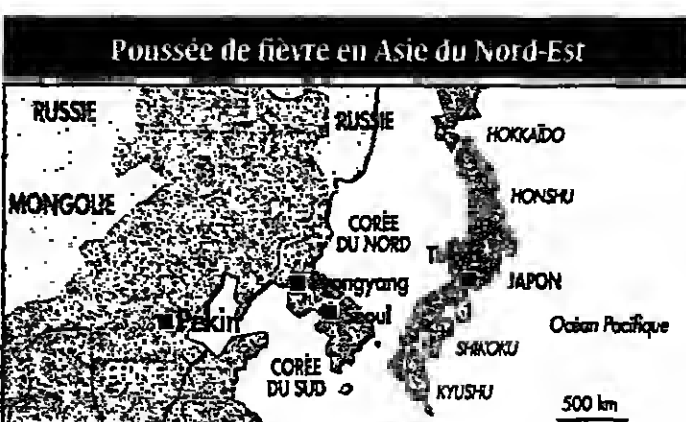 Poussée de fièvre en Asie du Nord-Est
RUSSIE
RUSSIE
HOKKAÏDO
MONGOLIE
HONSHU
CORÉE
DU NORD
Pyongyang
JAPON
Pékin
Séoul
Océan Pacifique
SHIKOKU
CORÉE
DU SUD
KYUSHU
500 km